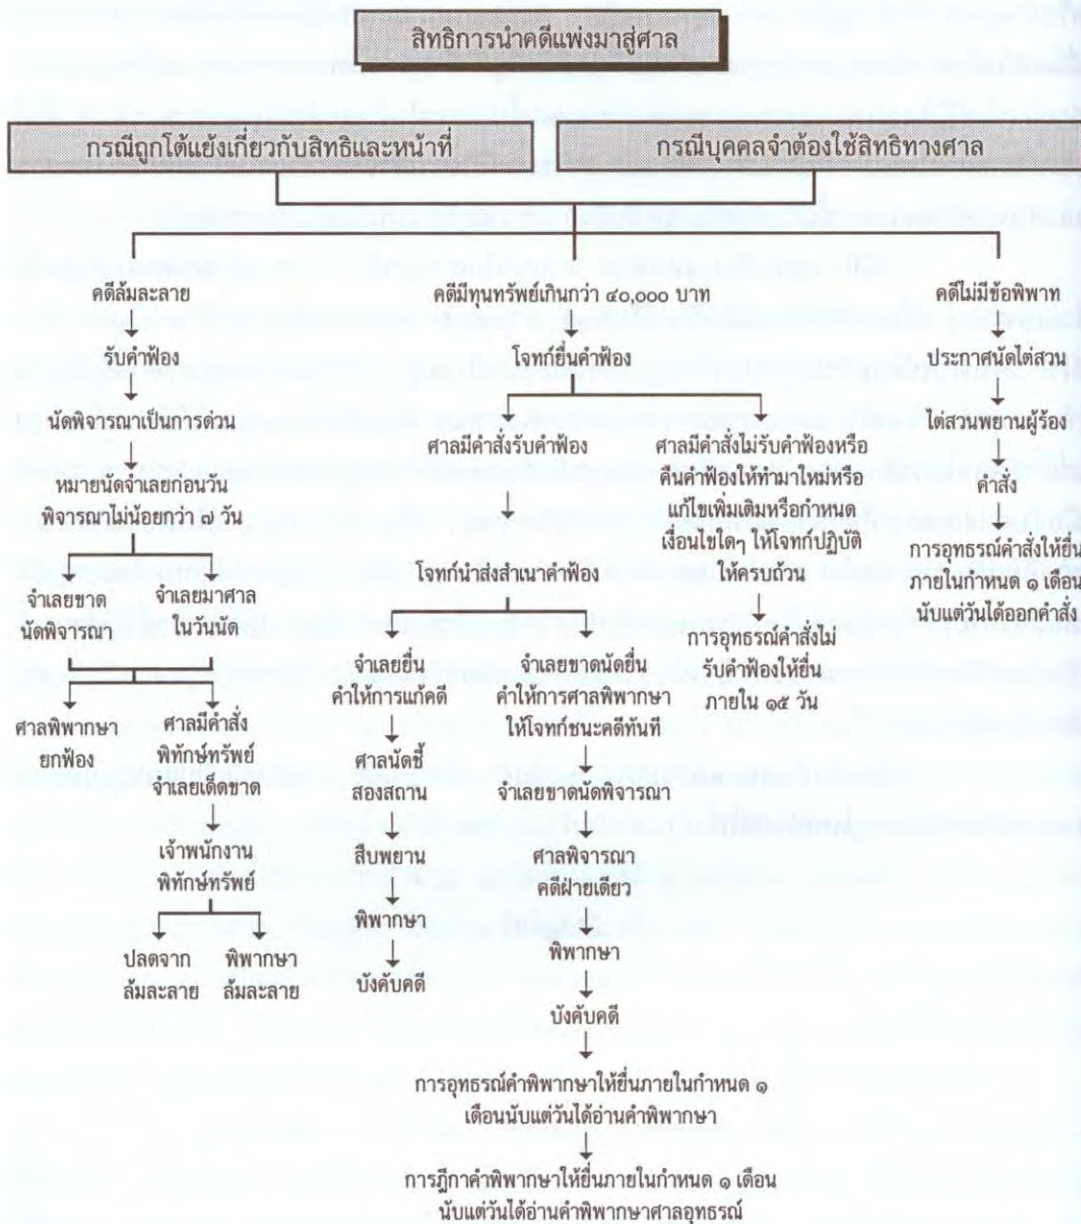 สิทธิการนำคดีแพ่งมาสู่ศาล
กรณีถูกโต้แย้งเกี่ยวกับสิทธิและหน้าที่
กรณีบุคคลจำต้องใช้สิทธิทางศาล
คดีล้มละลาย
รับคำฟ้อง
นัดพิจารณาเป็นการด่วน
หมายนัดจำเลยก่อนวัน
พิจารณาไม่น้อยกว่า ๗ วัน
จำเลยขาด
นัดพิจารณา
จำเลยมาศาล
ในวันนัด
ศาลพิพากษา
ยกฟ้อง
ศาลมีคำสั่ง
พิทักษ์ทรัพย์
จำเลยเด็ดขาด
เจ้าพนักงาน
พิทักษ์ทรัพย์
ปลดจาก
ล้มละลาย
พิพากษา
ล้มละลาย
คดีมีทุนทรัพย์เกินกว่า ๔๐,๐๐๐ บาท
โจทก์ยื่นคำฟ้อง
ศาลมีคำสั่งรับคำฟ้อง
โจทก์นำส่งสำเนาคำฟ้อง
จำเลยยื่น
คำให้การแก้คดี
ศาลนัดชี้
สองสถาน
สืบพยาน
พิพากษา
บังคับคดี
จำเลยขาดนัดยื่น
คำให้การศาลพิพากษา
ให้โจทก์ชนะคดีทันที
จำเลยขาดนัดพิจารณา
ศาลพิจารณา
คดีฝ่ายเดียว
พิพากษา
บังคับคดี
การอุทธรณ์คำพิพากษาให้ยื่นภายในกำหนด ๑
เดือนนับแต่วันได้อ่านคำพิพากษา
การฎีกาคำพิพากษาให้ยื่นภายในกำหนด ๑ เดือน
นับแต่วันได้อ่านคำพิพากษาศาลอุทธรณ์
ศาลมีคำสั่งไม่รับคำฟ้องหรือ
คืนคำฟ้องให้ทำมาใหม่หรือ
แก้ไขเพิ่มเติมหรือกำหนด
เงื่อนไขใดๆ ให้โจทก์ปฏิบัติ
ให้ครบถ้วน
การอุทธรณ์คำสั่งไม่
รับคำฟ้องให้ยื่น
ภายใน ๑๕ วัน
คดีไม่มีข้อพิพาท
ประกาศนัดไต่สวน
ไต่สวนพยานผู้ร้อง
คำสั่ง
การอุทธรณ์คำสั่งให้ยื่น
ภายในกำหนด ๑ เดือน
นับแต่วันได้ออกคำสั่ง